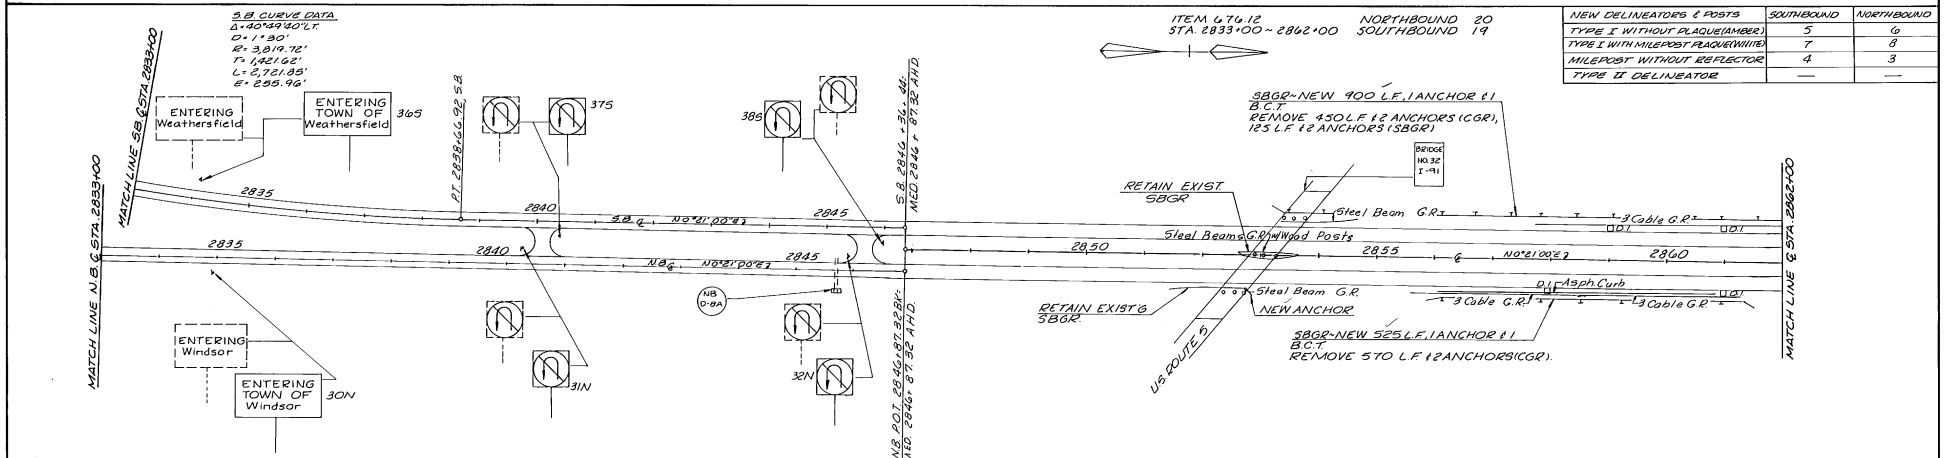 S.B. CURVE DATA
Δ=40°49'40"LT.
D=1°30'
R=3,819.72'
T=1,421.62'
L=2,721.85'
E=255.96'
ITEM 676.12 NORTHBOUND 20
STA. 2833+00 ~ 2862+00 SOUTHBOUND 19
NEW DELINEATORS & POSTS SOUTHBOUND NORTHBOUND
TYPE I WITHOUT PLAQUE(AMBER) 5 6
TYPE I WITH MILEPOST PLAQUE(WHITE) 7 8
MILEPOST WITHOUT REFLECTOR 4 3
TYPE II DELINEATOR — —
MATCH LINE S.B. ℄ STA. 2833+00
MATCH LINE N.B. ℄ STA. 2833+00
ENTERING
Weathersfield
ENTERING
TOWN OF
Weathersfield
36S
37S
38S
P.T. 2838+66.92 S.B.
S.B. 2846+36+44=
MED. 2846+87.32 AHD.
SBGR~NEW 900 L.F., 1 ANCHOR & 1
B.C.T.
REMOVE 450 L.F. & 2 ANCHORS (CGR),
125 L.F. & 2 ANCHORS (SBGR)
BRIDGE
NO. 32
I-91
RETAIN EXIST.
SBGR
2835
2840
S.B. ℄
N0°21'00"E
2845
Steel Beam G.R.
3 Cable G.R.
D.I.
Steel Beams G.R. w/Wood Posts
2835
2840
N.B. ℄
N0°21'00"E
2845
2850
2855
℄
N0°21'00"E
2860
NB
D-8A
RETAIN EXIST'G
SBGR.
Steel Beam G.R.
NEW ANCHOR
D.I.
Asph. Curb
D.I.
3 Cable G.R.
3 Cable G.R.
SBGR~NEW 525 L.F., 1 ANCHOR & 1
B.C.T.
REMOVE 570 L.F. & 2 ANCHORS(CGR).
U.S. ROUTE 5
MATCH LINE ℄ STA. 2862+00
ENTERING
Windsor
ENTERING
TOWN OF
Windsor
30N
31N
32N
N.B. P.O.T. 2846+87.32BK=
MED. 2846+87.32 AHD.